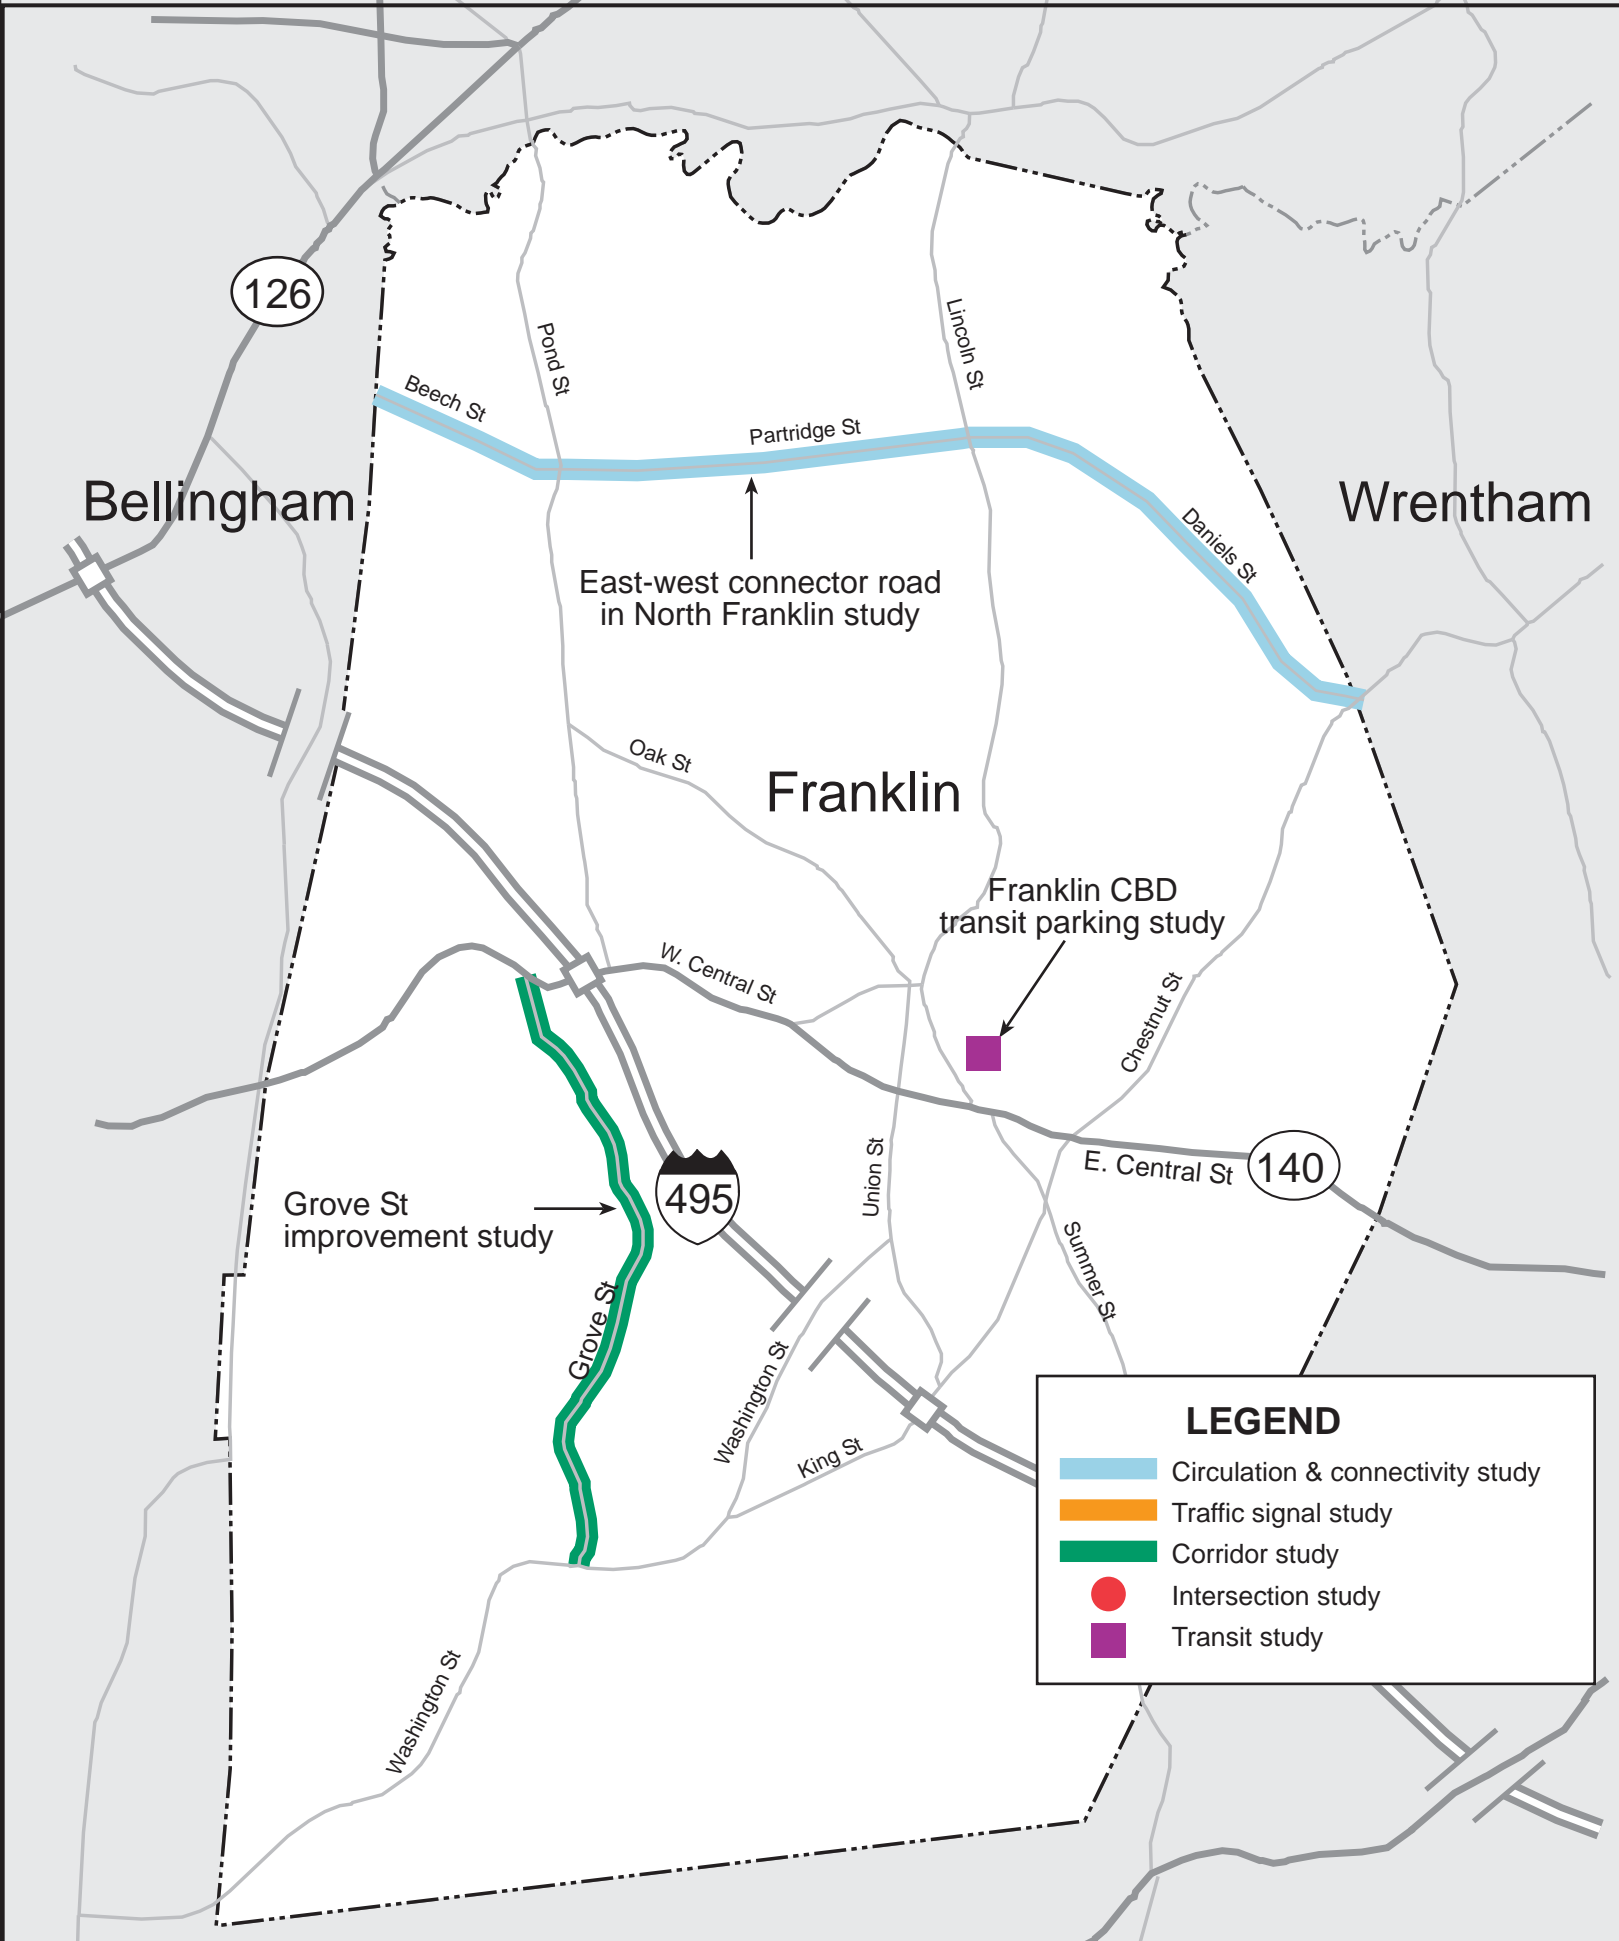 126
Pond St
Lincoln St
Beech St
Partridge St
Bellingham
Wrentham
Daniels St
East-west connector road
in North Franklin study
Oak St
Franklin
Franklin CBD
transit parking study
W. Central St
Chestnut St
Union St
E. Central St
140
495
Grove St
improvement study
Summer St
Grove St
Washington St
King St
LEGEND
Circulation & connectivity study
Traffic signal study
Corridor study
Intersection study
Transit study
Washington St